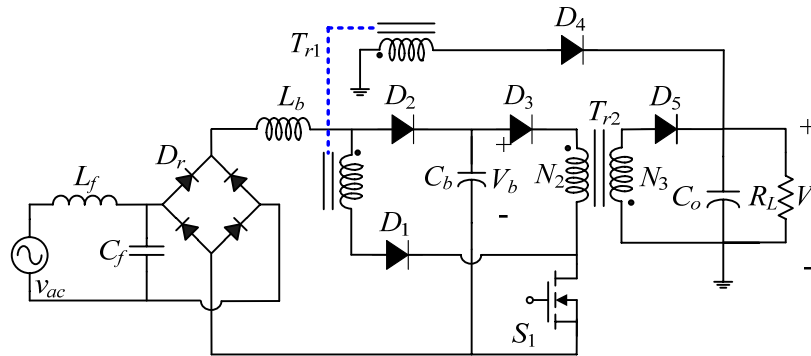 D4
Tr1
Lb
D2
D3
Tr2
D5
+
Dr
+
Lf
Cb
Vb
N2
N3
Co
RL
V
Cf
-
D1
-
vac
S1